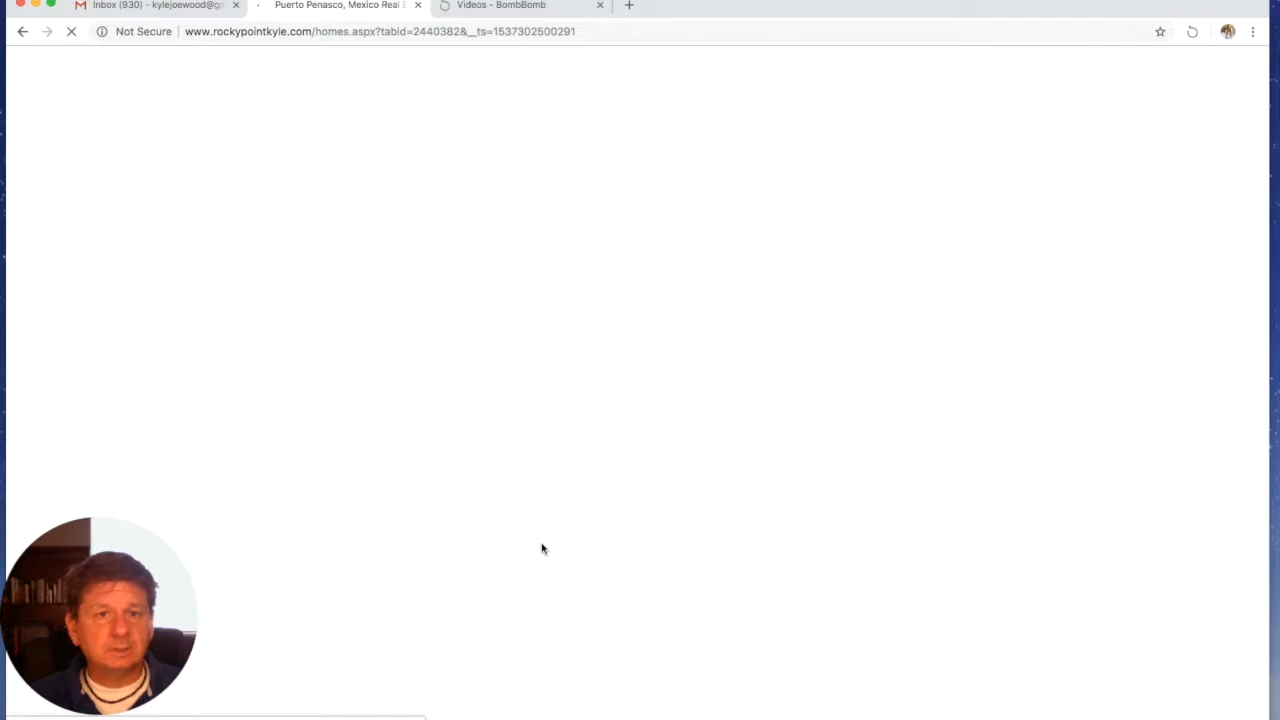 Inbox (930) - kylejoewood@g
Puerto Penasco, Mexico Real E
Videos - BombBomb
Not Secure
www.rockypointkyle.com/homes.aspx?tabid=2440382&__ts=1537302500291